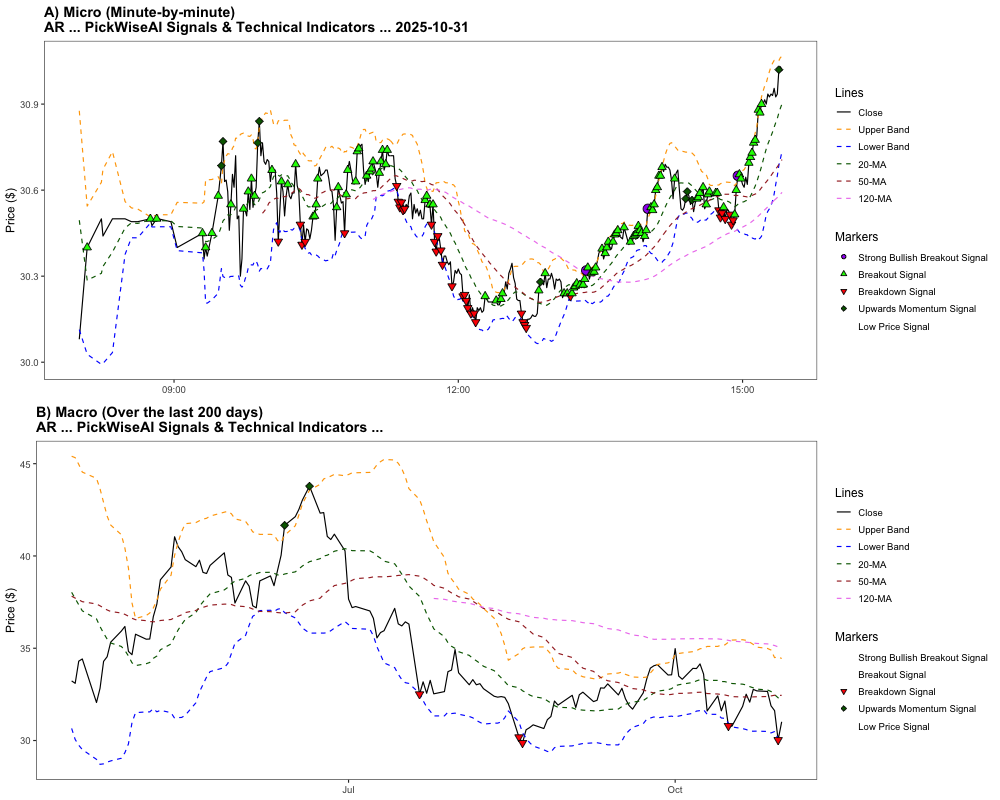 A) Micro (Minute-by-minute)
AR ... PickWiseAI Signals & Technical Indicators ... 2025-10-31
Price ($)
30.9
30.6
30.3
30.0
09:00
12:00
15:00
Lines
Close
Upper Band
Lower Band
20-MA
50-MA
120-MA
Markers
Strong Bullish Breakout Signal
Breakout Signal
Breakdown Signal
Upwards Momentum Signal
Low Price Signal
B) Macro (Over the last 200 days)
AR ... PickWiseAI Signals & Technical Indicators ...
Price ($)
45
40
35
30
Jul
Oct
Lines
Close
Upper Band
Lower Band
20-MA
50-MA
120-MA
Markers
Strong Bullish Breakout Signal
Breakout Signal
Breakdown Signal
Upwards Momentum Signal
Low Price Signal